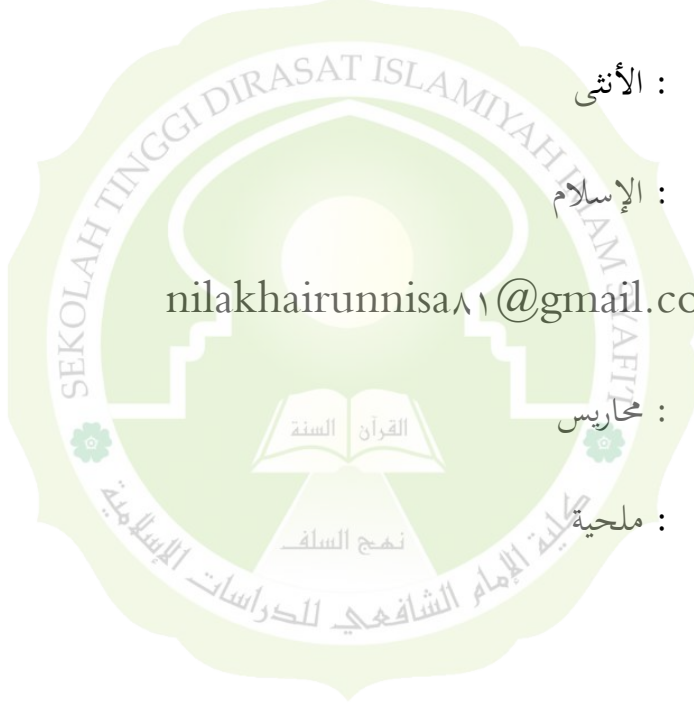 SEKOLAH TINGGI DIRASAT ISLAMIYAH IMAM SYAFI'I
: الأنثى
: الإسلام
nilakhairunnisa٨١@gmail.co
القرآن السنة
: محاريس
نهج السلف
: ملحية
كلية الإمام الشافعي للدراسات الإسلامية